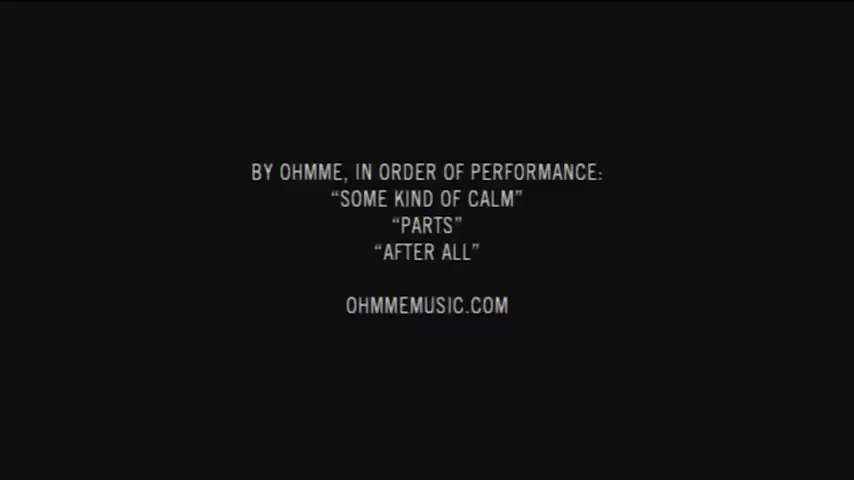 BY OHMME, IN ORDER OF PERFORMANCE:
“SOME KIND OF CALM”
“PARTS”
“AFTER ALL”
OHMMEMUSIC.COM